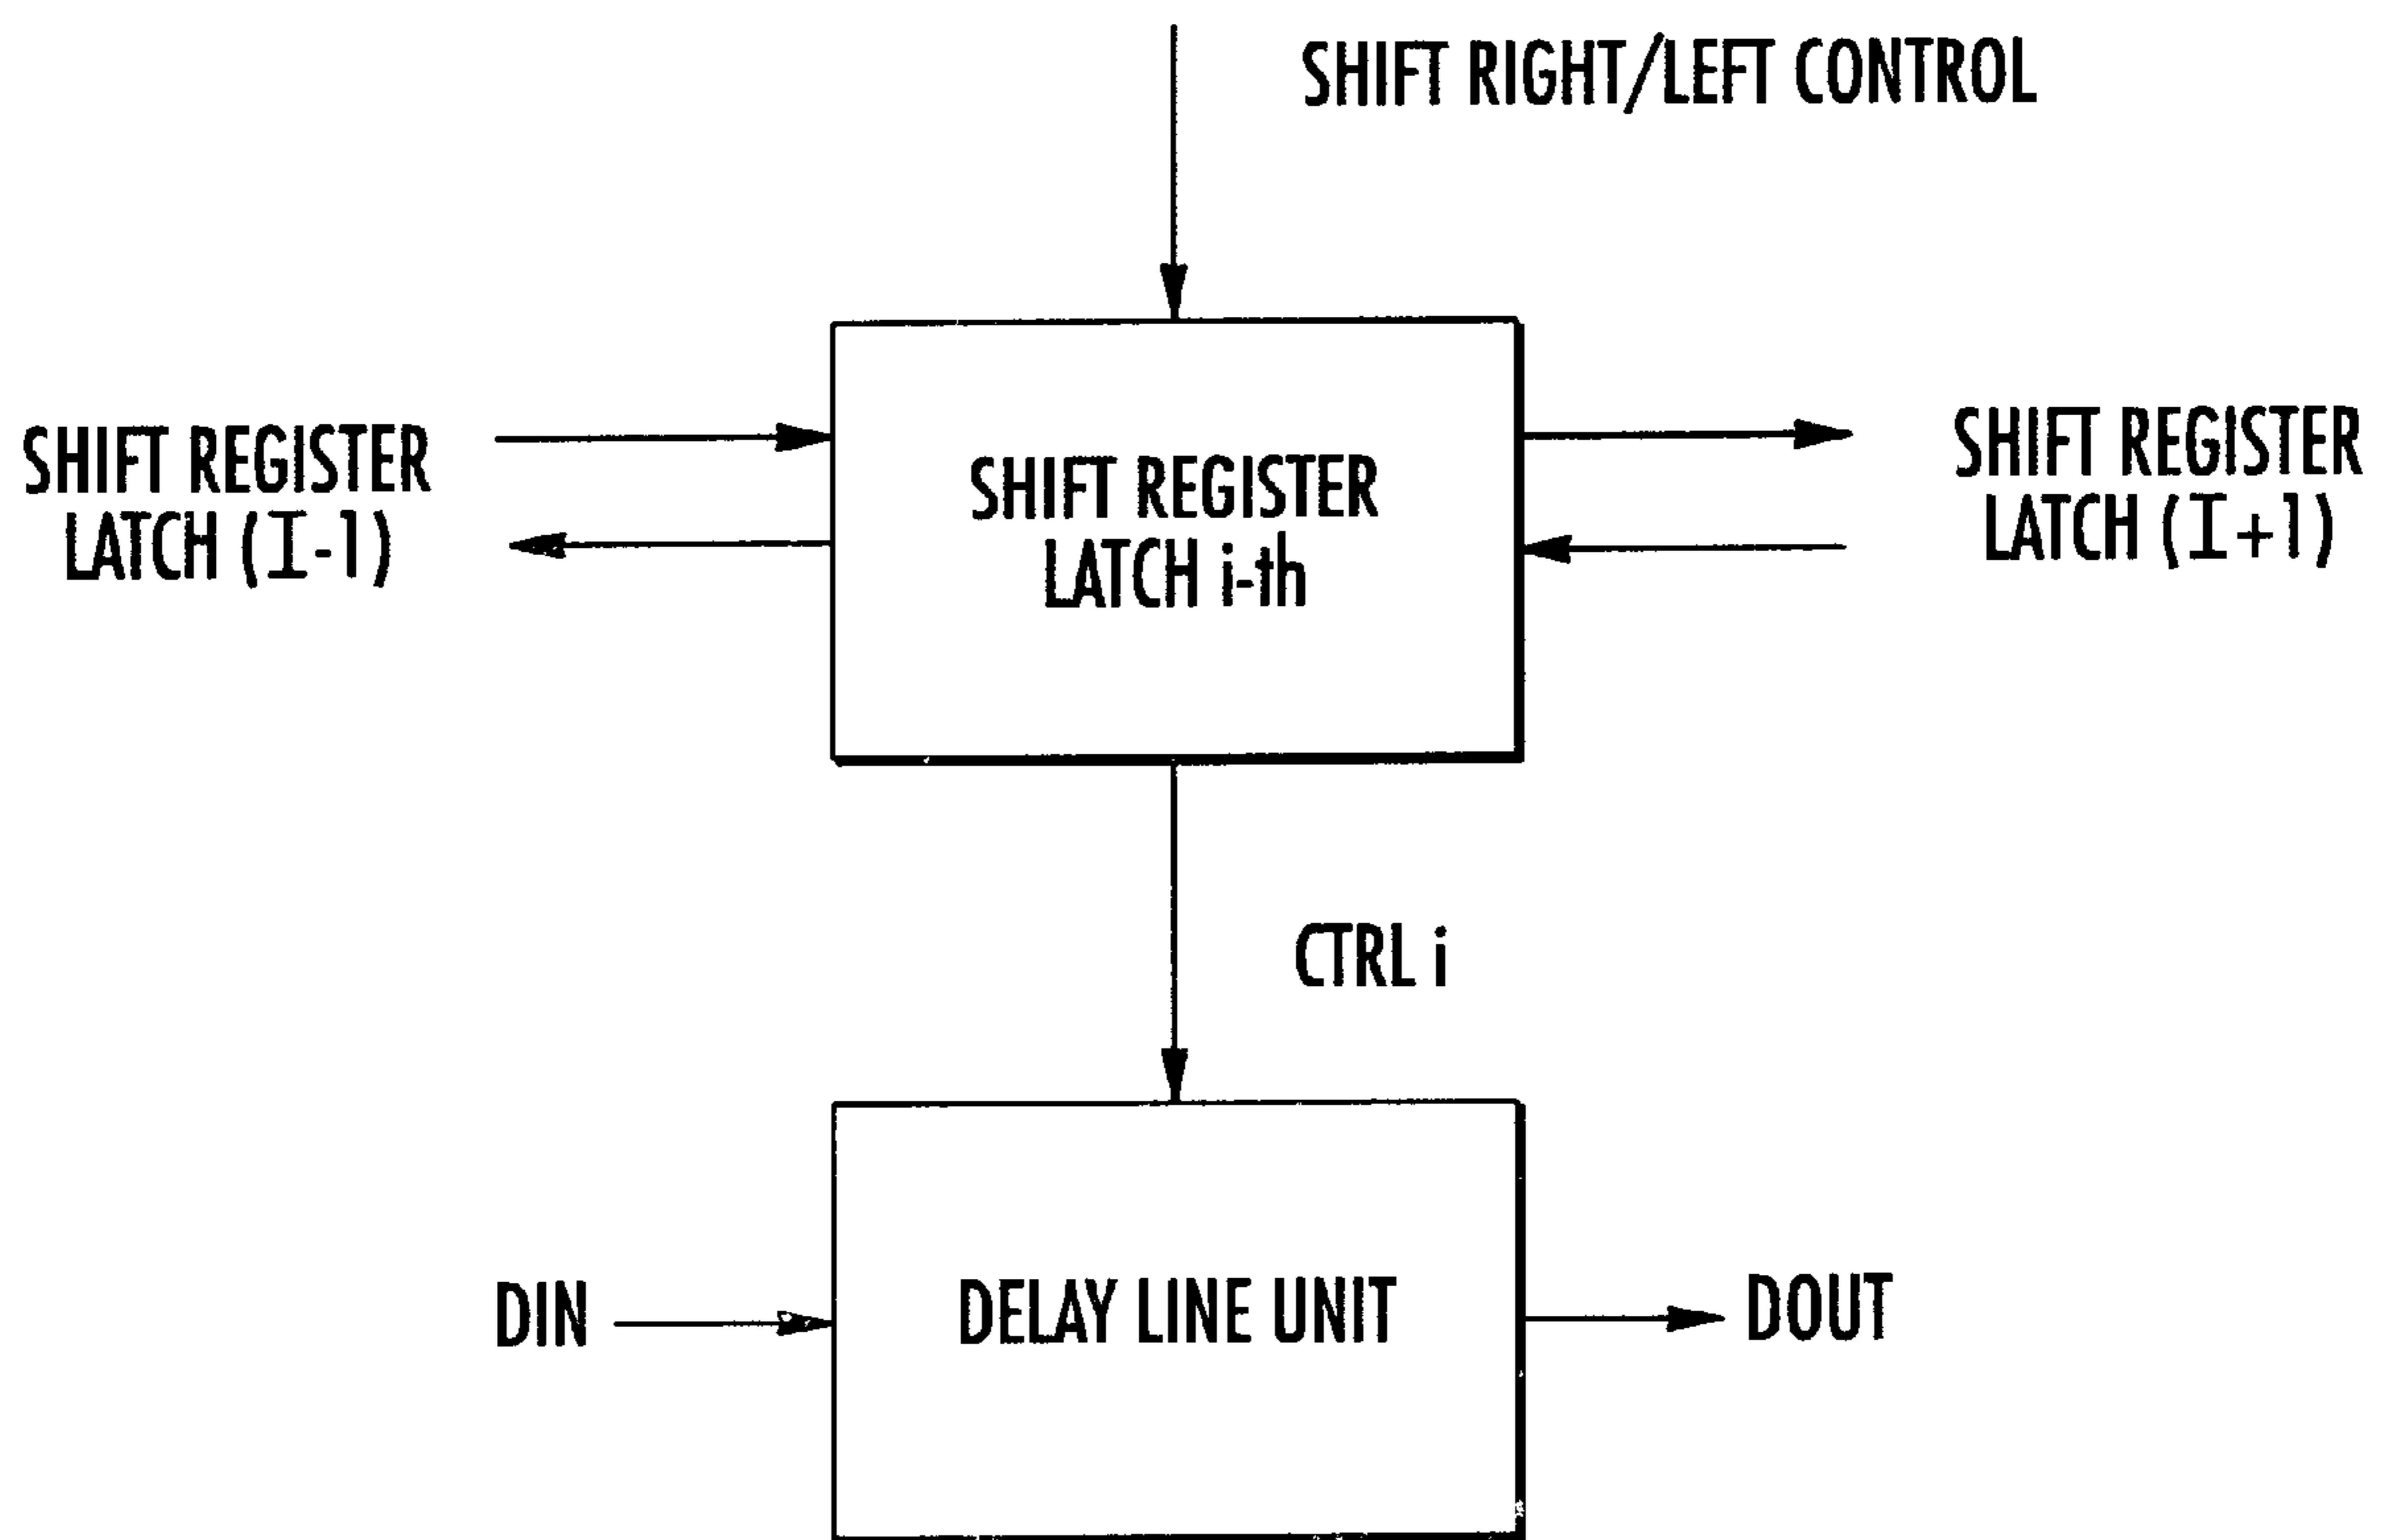 SHIFT RIGHT/LEFT CONTROL
SHIFT REGISTER
LATCH (I-1)
SHIFT REGISTER
LATCH i-th
SHIFT REGISTER
LATCH (I+1)
CTRL i
DIN
DELAY LINE UNIT
DOUT